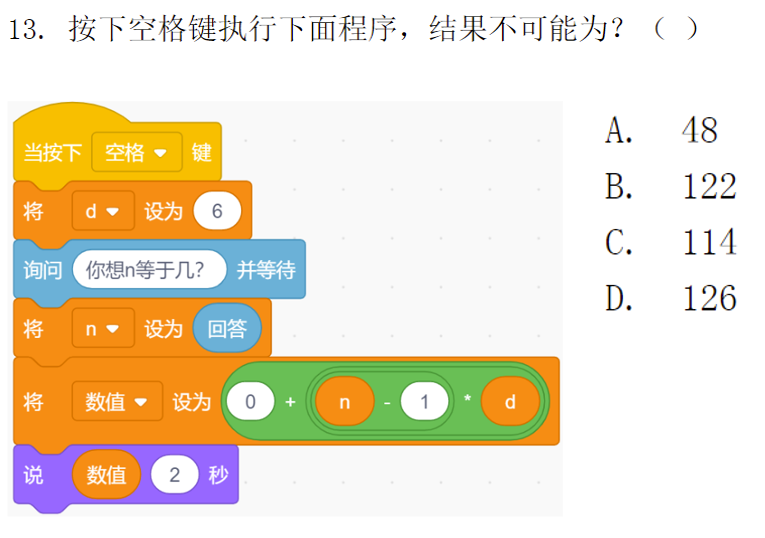 13. 按下空格键执行下面程序，结果不可能为？（ ）
A. 48
B. 122
C. 114
D. 126
当按下 空格 键
将 d 设为 6
询问 你想n等于几？ 并等待
将 n 设为 回答
将 数值 设为 0 + n - 1 * d
说 数值 2 秒